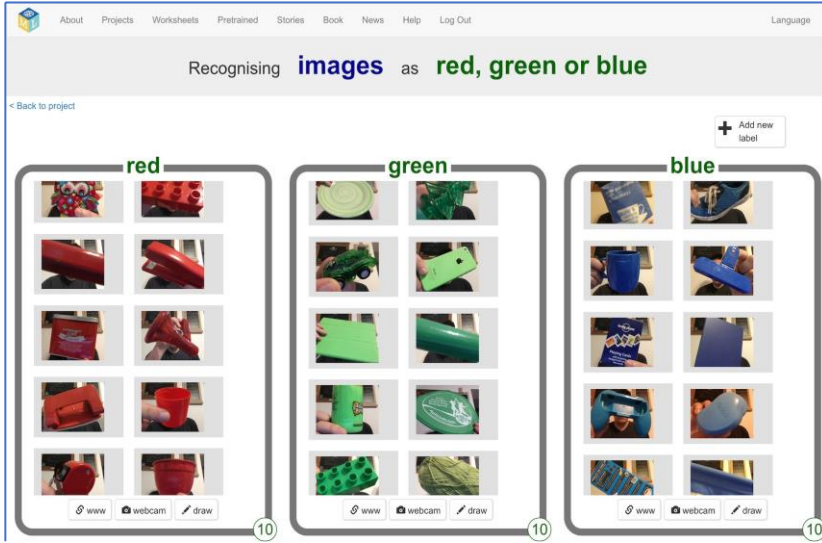 About Projects Worksheets Pretrained Stories Book News Help Log Out Language
Recognising images as red, green or blue
< Back to project
Add new
label
red
green
blue
Playing Cards
www webcam draw
10
www webcam draw
10
www webcam draw
10